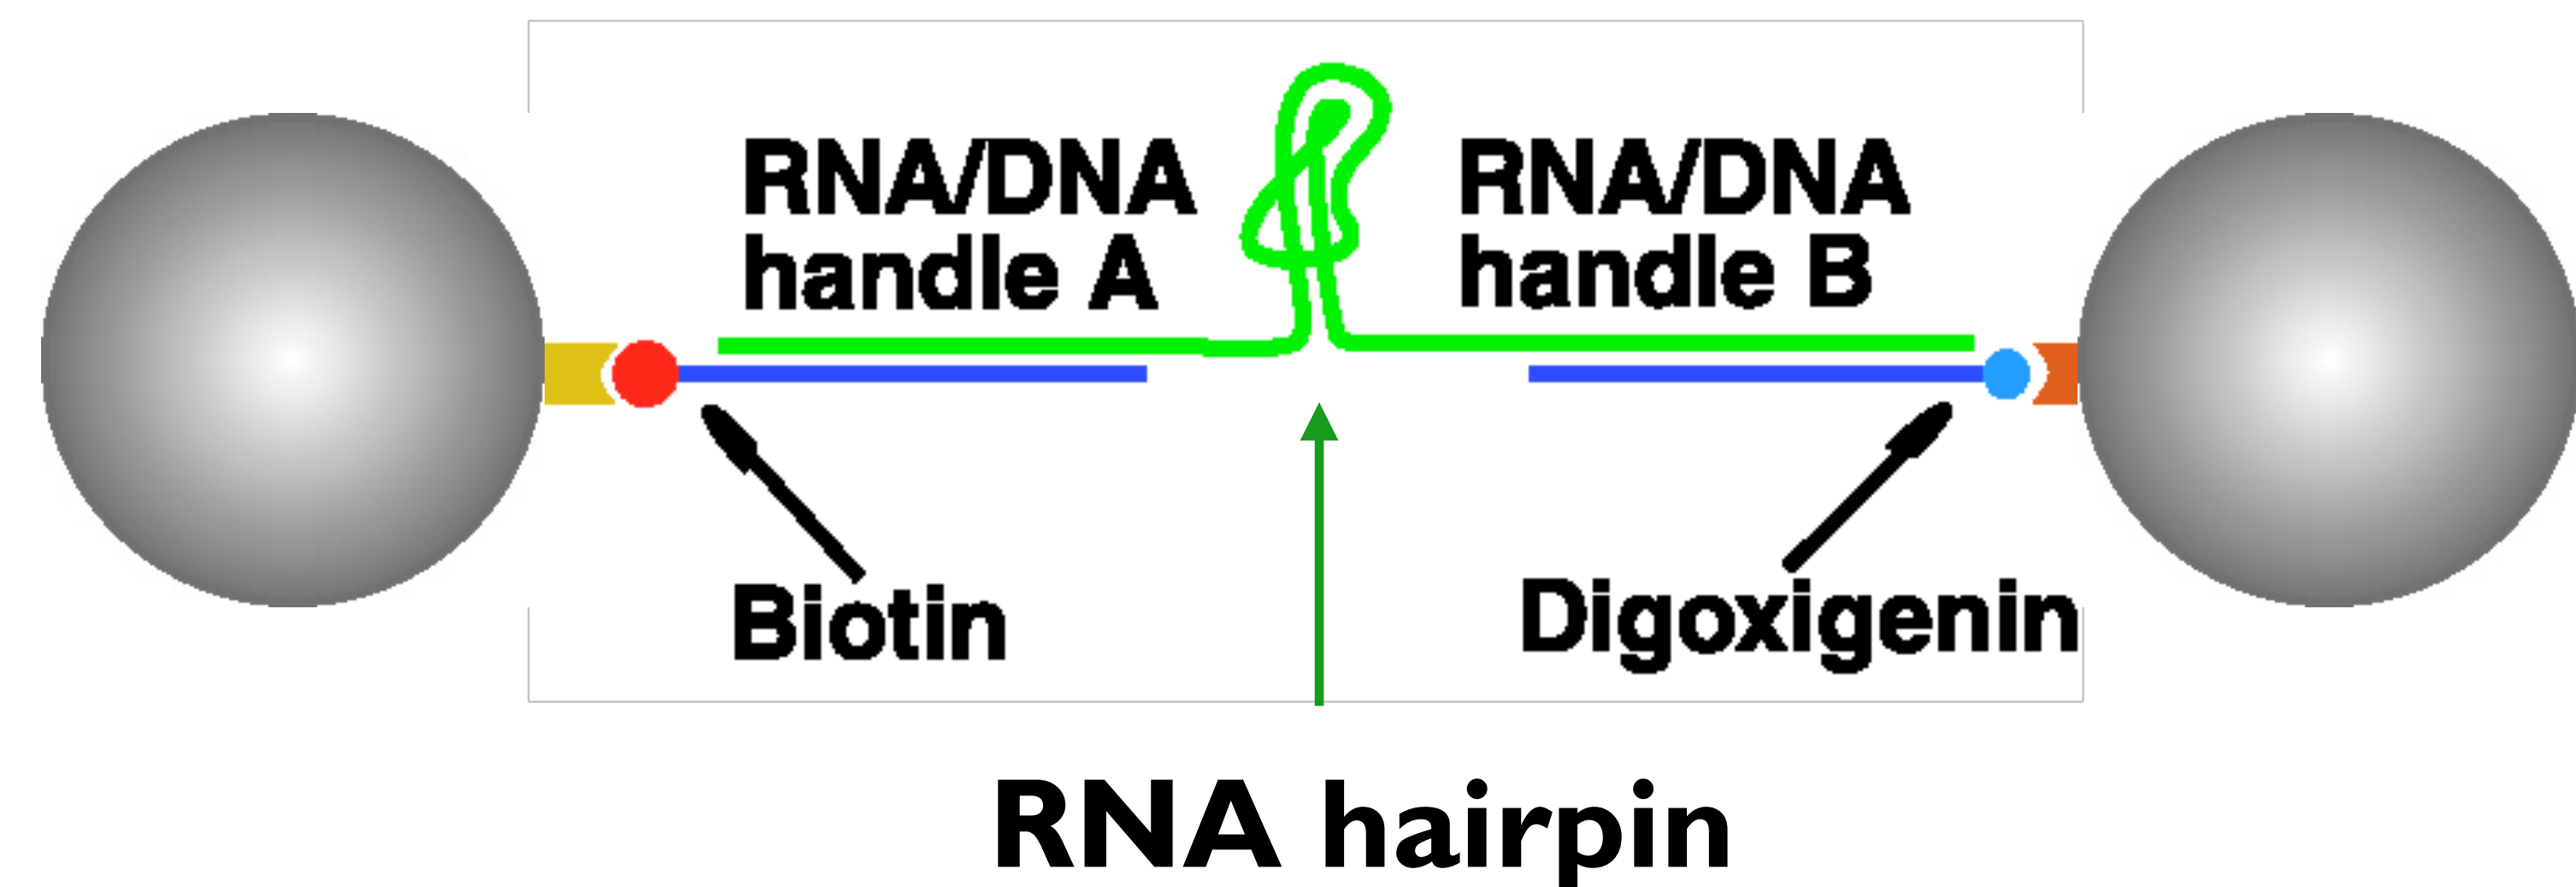 RNA/DNA
handle A
RNA/DNA
handle B
Biotin
Digoxigenin
RNA hairpin